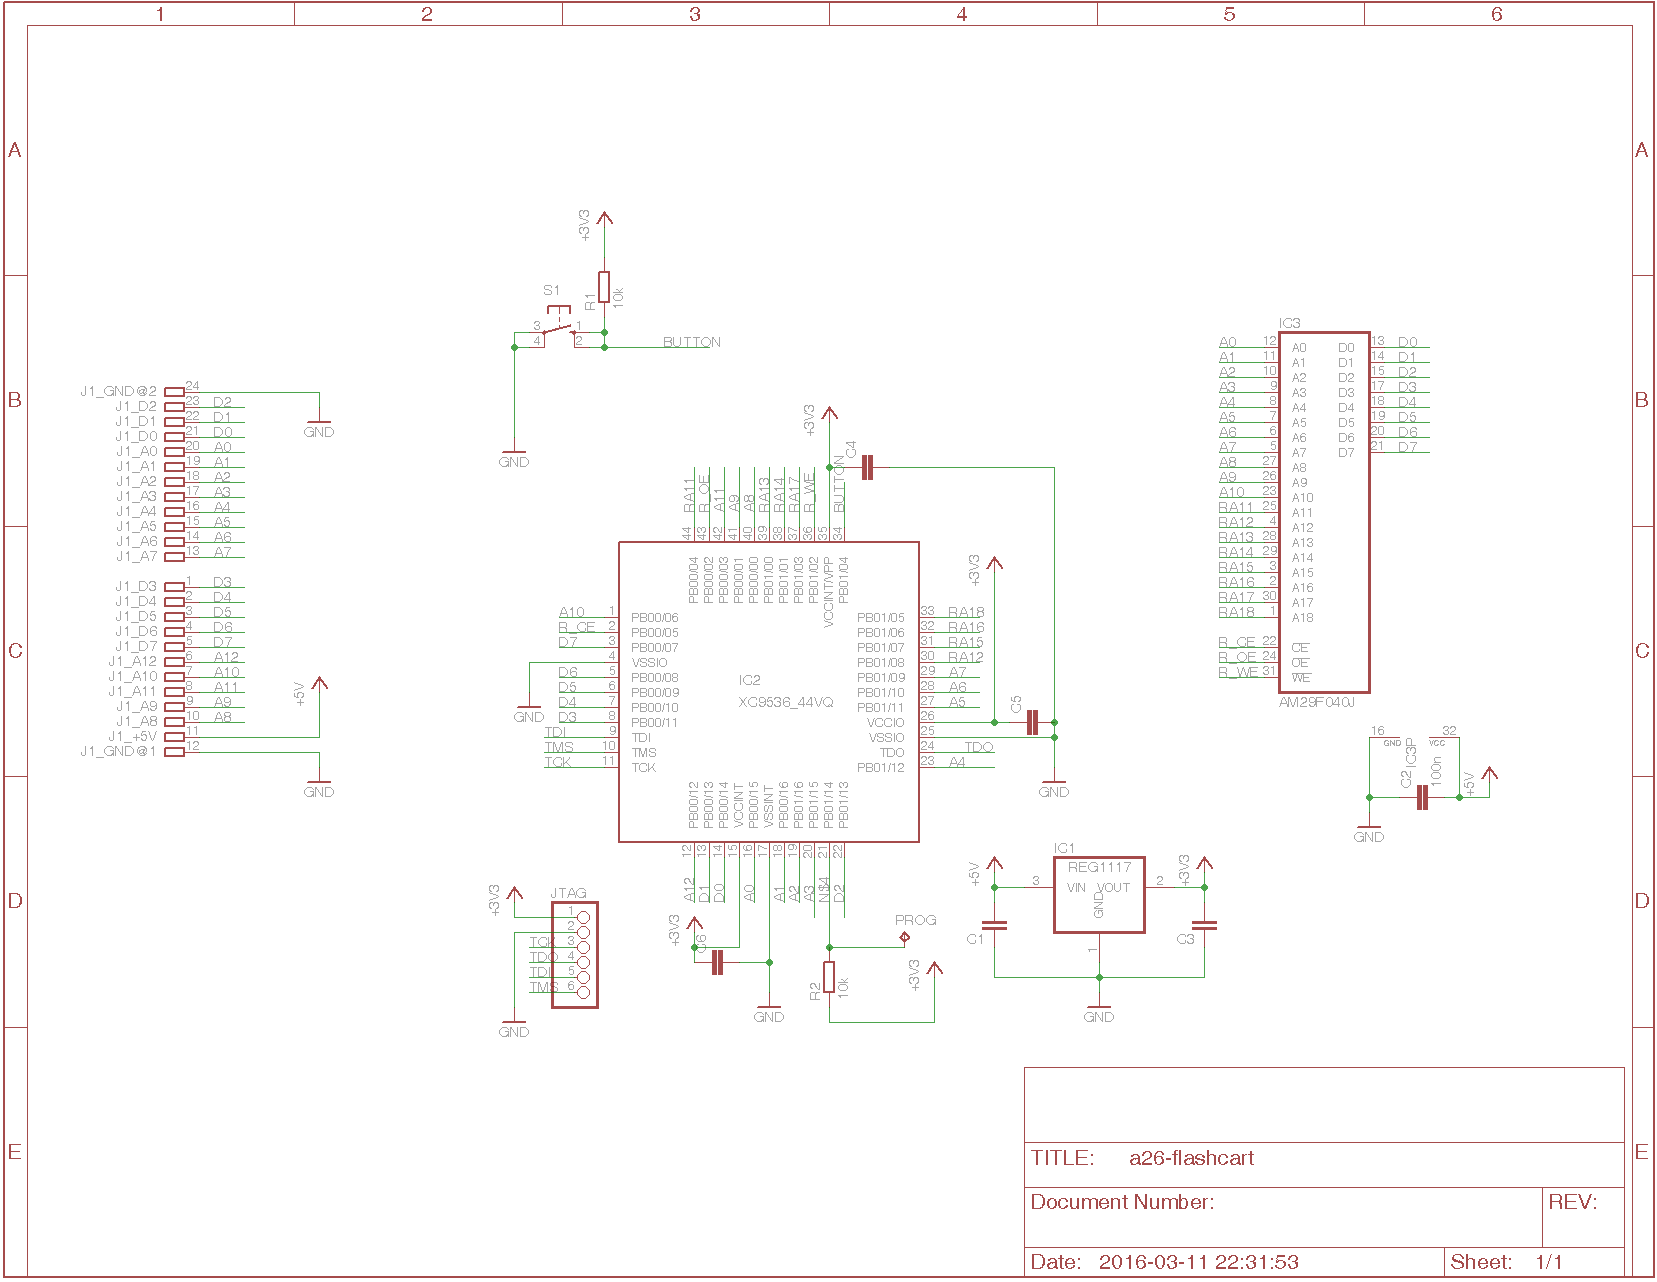 1 2 3 4 5 6
A A
B B
C C
D D
E E
+3V3
R1
10k
S1
3 1
4 2
BUTTON
GND
J1_GND@2 24
J1_D2 23 D2
J1_D1 22 D1
J1_D0 21 D0
J1_A0 20 A0
J1_A1 19 A1
J1_A2 18 A2
J1_A3 17 A3
J1_A4 16 A4
J1_A5 15 A5
J1_A6 14 A6
J1_A7 13 A7
GND
J1_D3 1 D3
J1_D4 2 D4
J1_D5 3 D5
J1_D6 4 D6
J1_D7 5 D7
J1_A12 6 A12
J1_A10 7 A10
J1_A11 8 A11
J1_A9 9 A9
J1_A8 10 A8
J1_+5V 11
J1_GND@1 12
+5V
GND
+3V3
C4
RA11 R_OE A11 A9 A8 RA13 RA14 RA17 R_WE BUTTON
44 43 42 41 40 39 38 37 36 35 34
PB00/04 PB00/02 PB00/03 PB00/01 PB00/00 PB01/00 PB01/01 PB01/03 PB01/02 VCCINT/VPP PB01/04
A10 1 PB00/06
R_CE 2 PB00/05
D7 3 PB00/07
4 VSSIO
D6 5 PB00/08
D5 6 PB00/09
D4 7 PB00/10
D3 8 PB00/11
TDI 9 TDI
TMS 10 TMS
TCK 11 TCK
GND
IC2
XC9536_44VQ
PB01/05 33 RA18
PB01/06 32 RA16
PB01/07 31 RA15
PB01/08 30 RA12
PB01/09 29 A7
PB01/10 28 A6
PB01/11 27 A5
VCCIO 26
VSSIO 25
TDO 24 TDO
PB01/12 23 A4
+3V3
C5
GND
PB00/12 PB00/13 PB00/14 VCCINT PB00/15 VSSINT PB00/16 PB01/16 PB01/15 PB01/14 PB01/13
12 13 14 15 16 17 18 19 20 21 22
A12 D1 D0 A0 A1 A2 A3 N$4 D2
+3V3
C6
GND
PROG
R2
10k
+3V3
JTAG
+3V3
1
2
TCK 3
TDO 4
TDI 5
TMS 6
GND
IC1
REG1117
+5V
3 VIN VOUT 2
GND
1
+3V3
C1
C3
GND
IC3
A0 12 A0 D0 13 D0
A1 11 A1 D1 14 D1
A2 10 A2 D2 15 D2
A3 9 A3 D3 17 D3
A4 8 A4 D4 18 D4
A5 7 A5 D5 19 D5
A6 6 A6 D6 20 D6
A7 5 A7 D7 21 D7
A8 27 A8
A9 26 A9
A10 23 A10
RA11 25 A11
RA12 4 A12
RA13 28 A13
RA14 29 A14
RA15 3 A15
RA16 2 A16
RA17 30 A17
RA18 1 A18
R_CE 22 CE
R_OE 24 OE
R_WE 31 WE
AM29F040J
16 GND IC3P VCC 32
C2
100n
+5V
GND
TITLE: a26-flashcart
Document Number:
REV:
Date: 2016-03-11 22:31:53
Sheet: 1/1
1 2 3 4 5 6